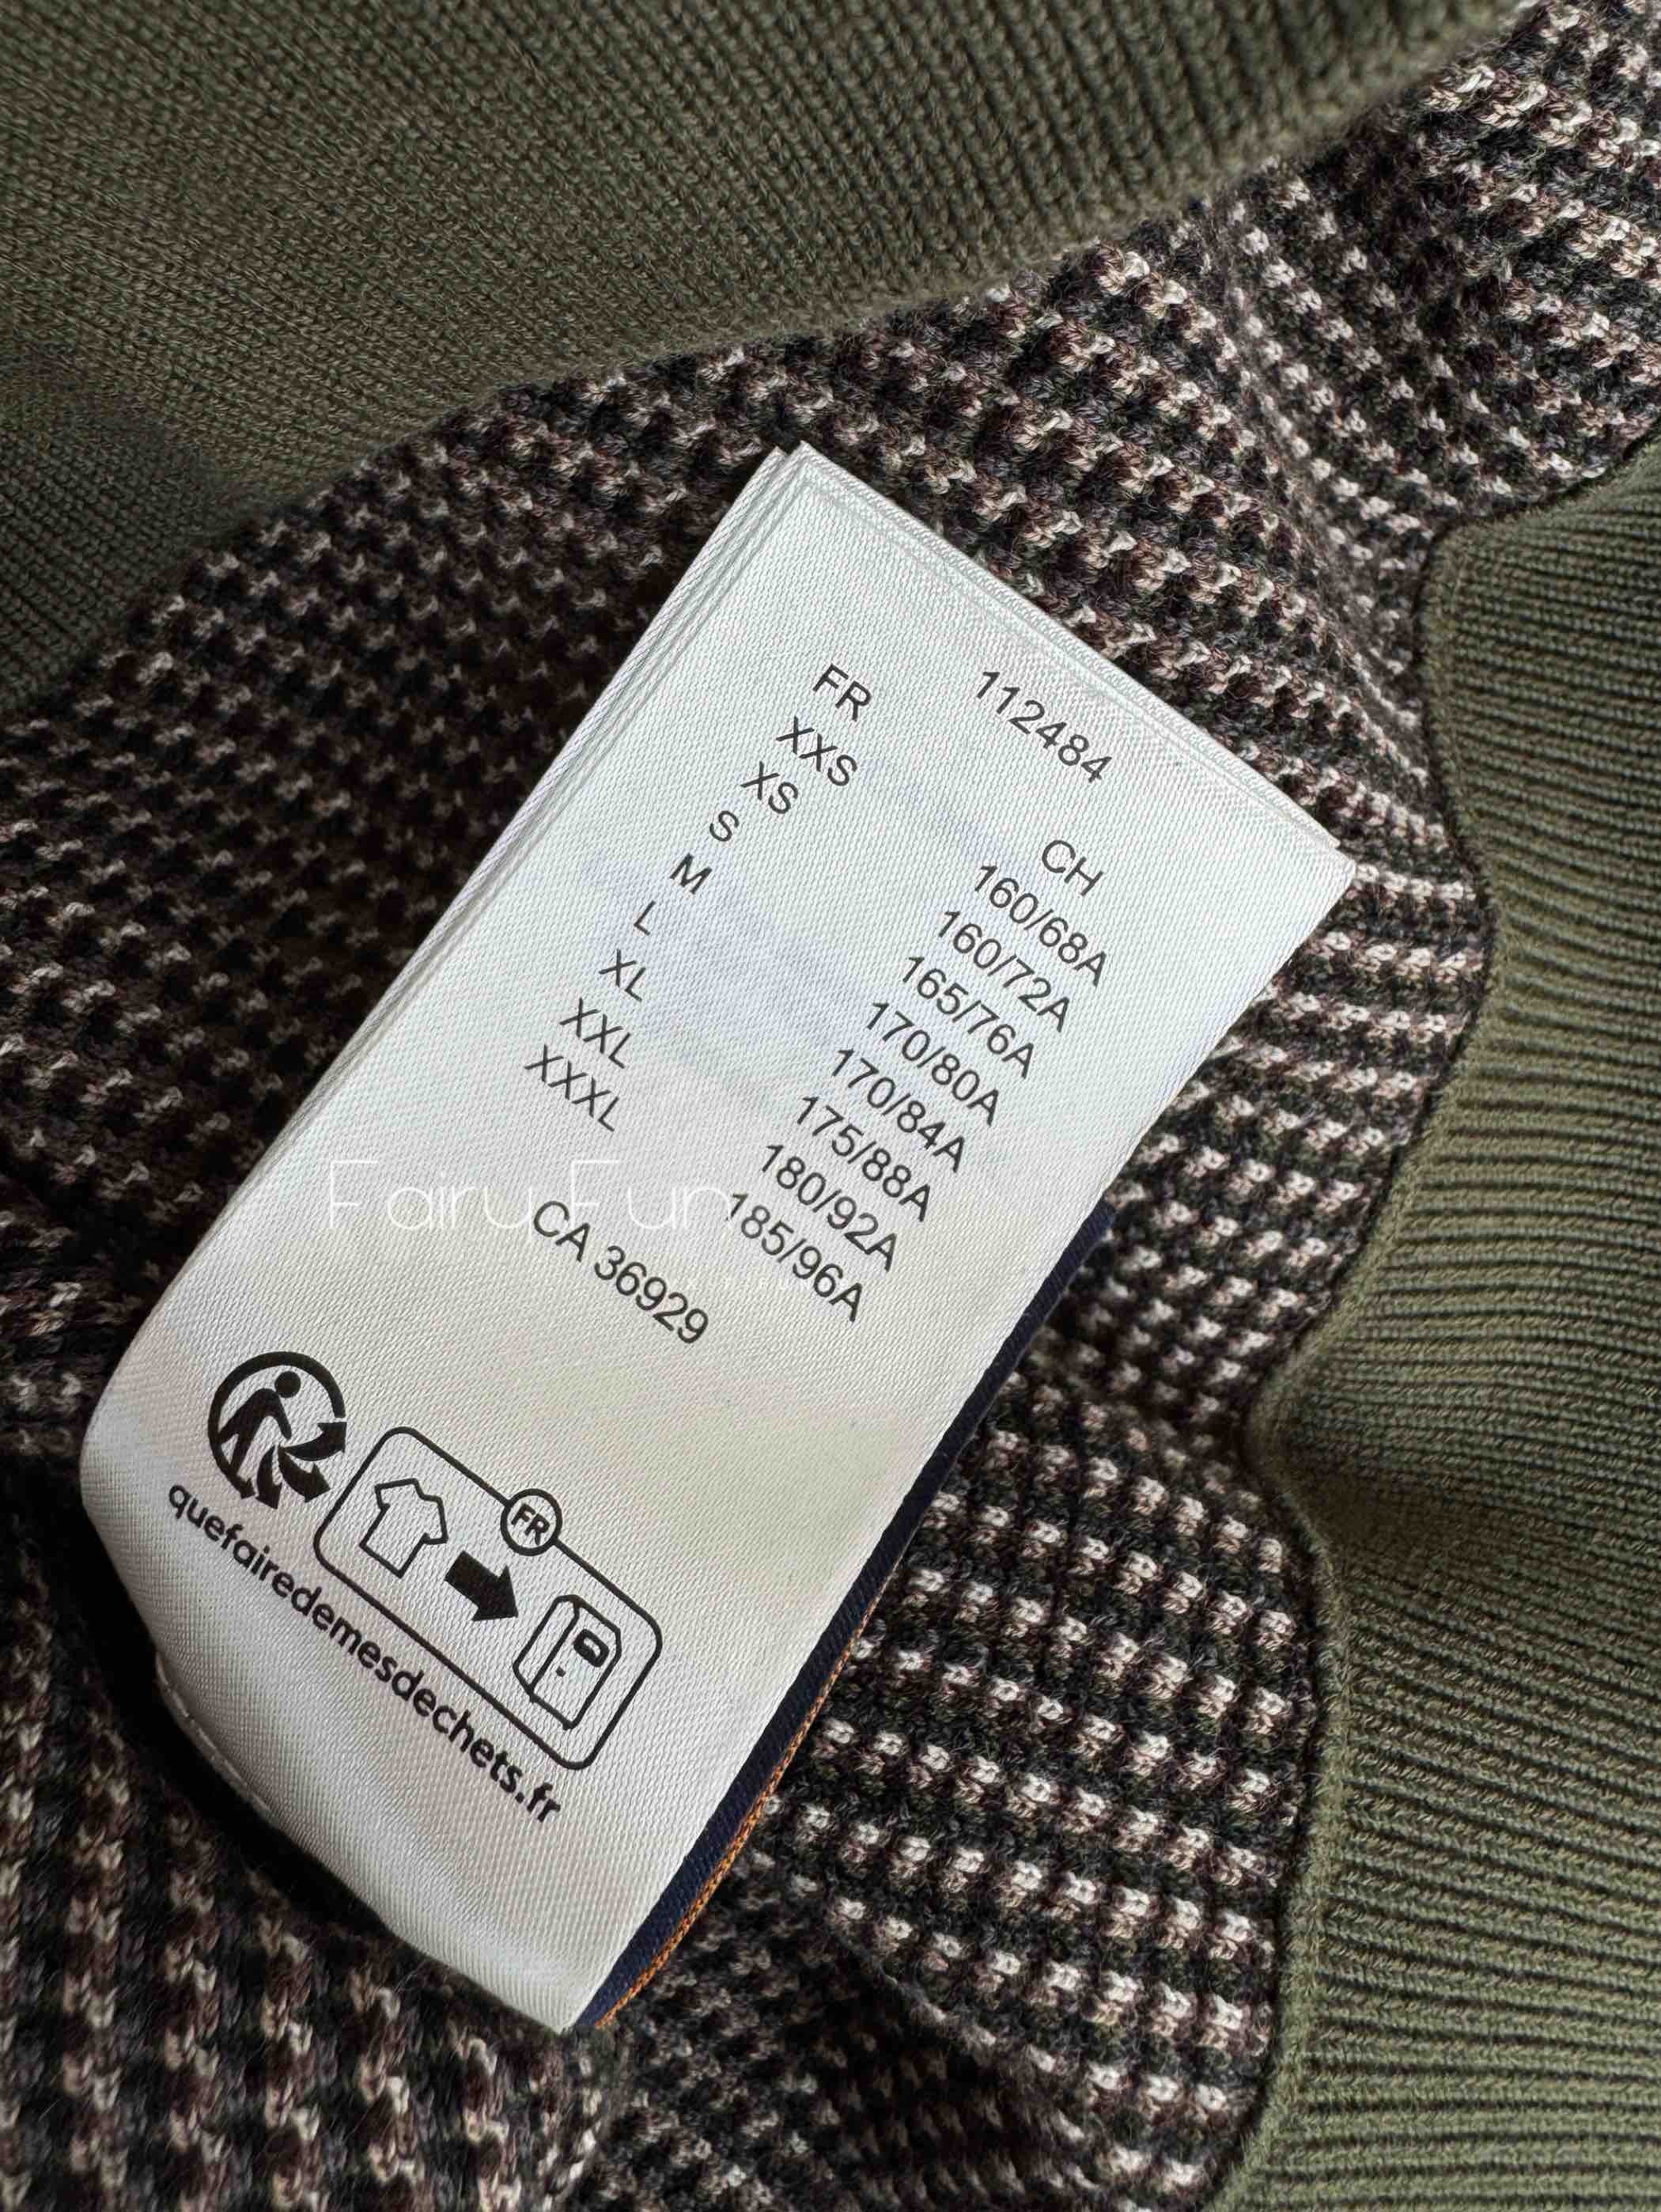 112484
FR CH
XXS 160/68A
XS 160/72A
S 165/76A
M 170/80A
L 170/84A
XL 175/88A
XXL 180/92A
XXXL 185/96A
FairyFun
CA 36929
FR
quefairedemesdechets.fr